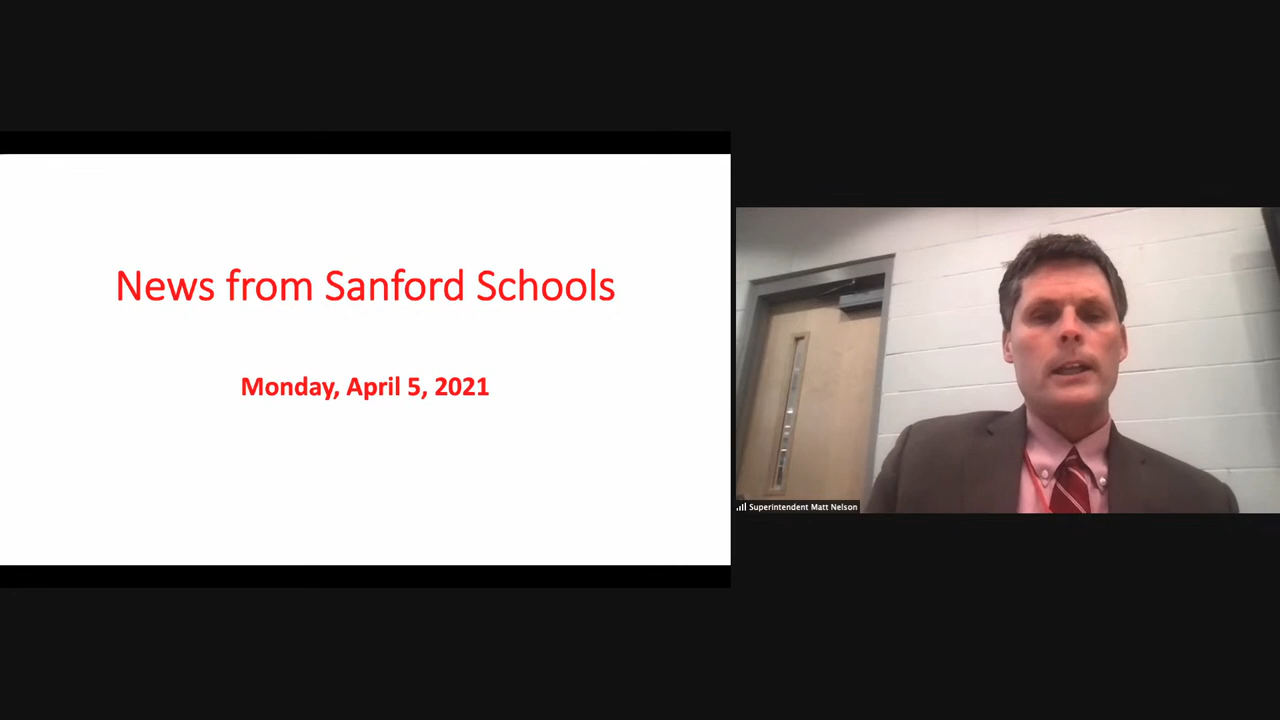 News from Sanford Schools
Monday, April 5, 2021
Superintendent Matt Nelson